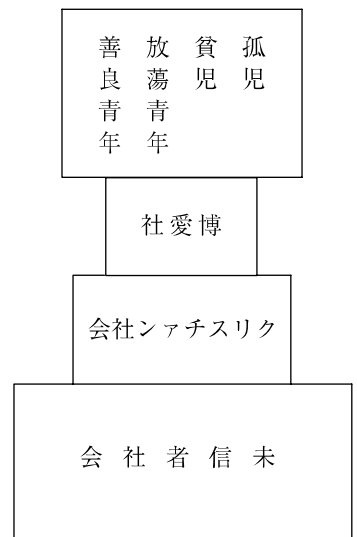 孤児
貧児
放蕩青年
善良青年
社愛博
会社ンァチスリク
会社者信未